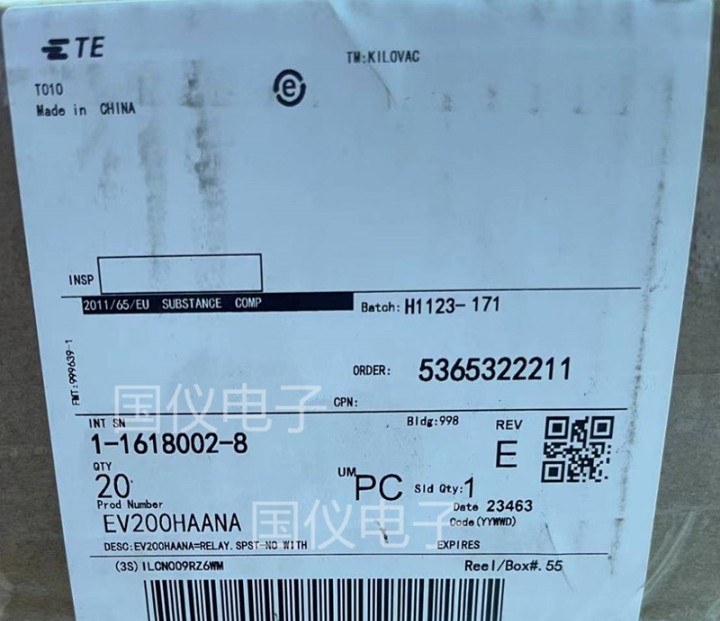 TE
TM:KILOVAC
T010
Made in CHINA
e
INSP
2011/65/EU SUBSTANCE COMP
Batch: H1123-171
FMT:999639-1
ORDER: 5365322211
CPN:
国仪电子
INT SN
Bldg:998
REV
1-1618002-8
E
QTY
20
UM PC
Sld Qty:1
Prod Number
Date 23463
EV200HAANA
Code(YYWWD)
国仪电子
DESC:EV200HAANA=RELAY. SPST-NO WITH
EXPIRES
(3S) 1LCN009RZ6WM
Reel/Box#. 55